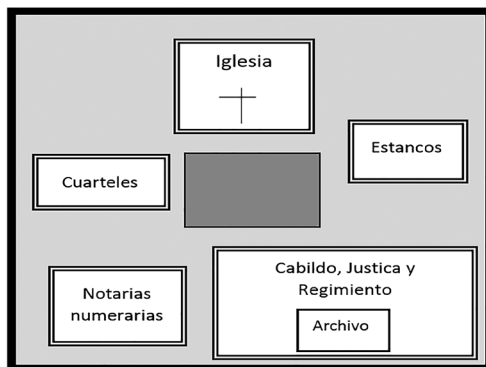 Iglesia
Estancos
Cuarteles
Cabildo, Justica y
Regimiento
Notarias
numerarias
Archivo